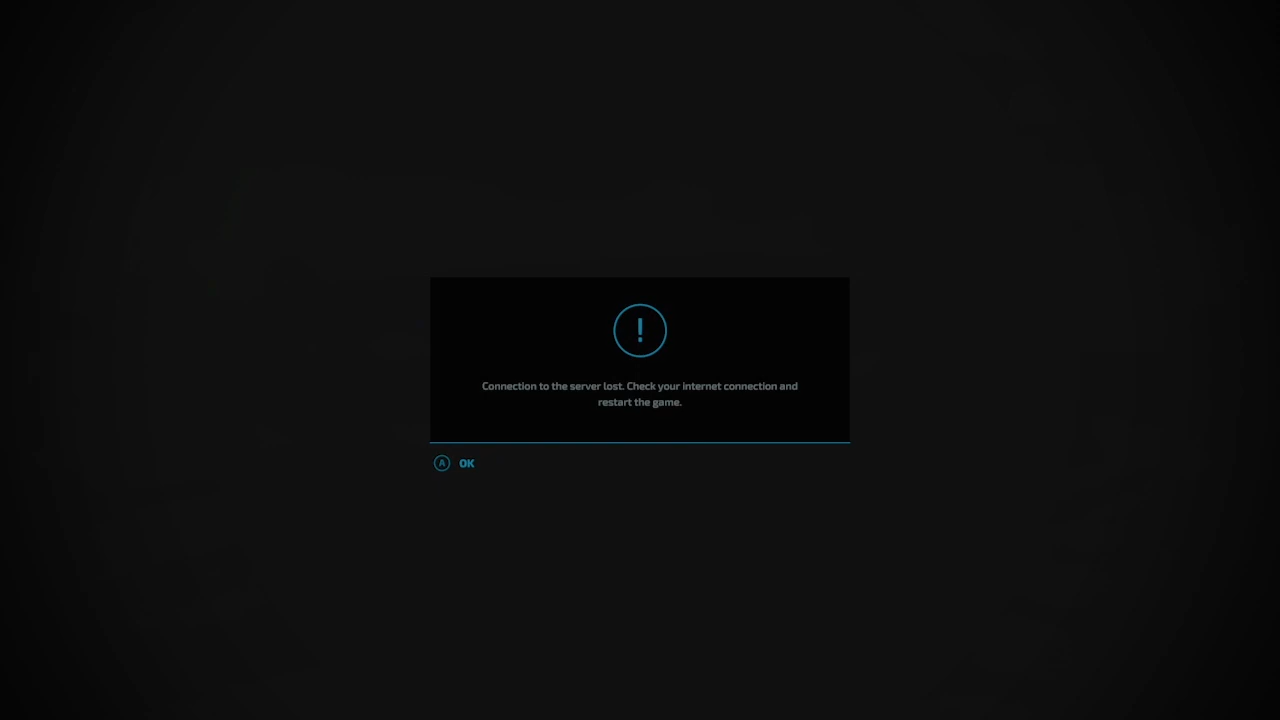 !
Connection to the server lost. Check your internet connection and
restart the game.
A OK